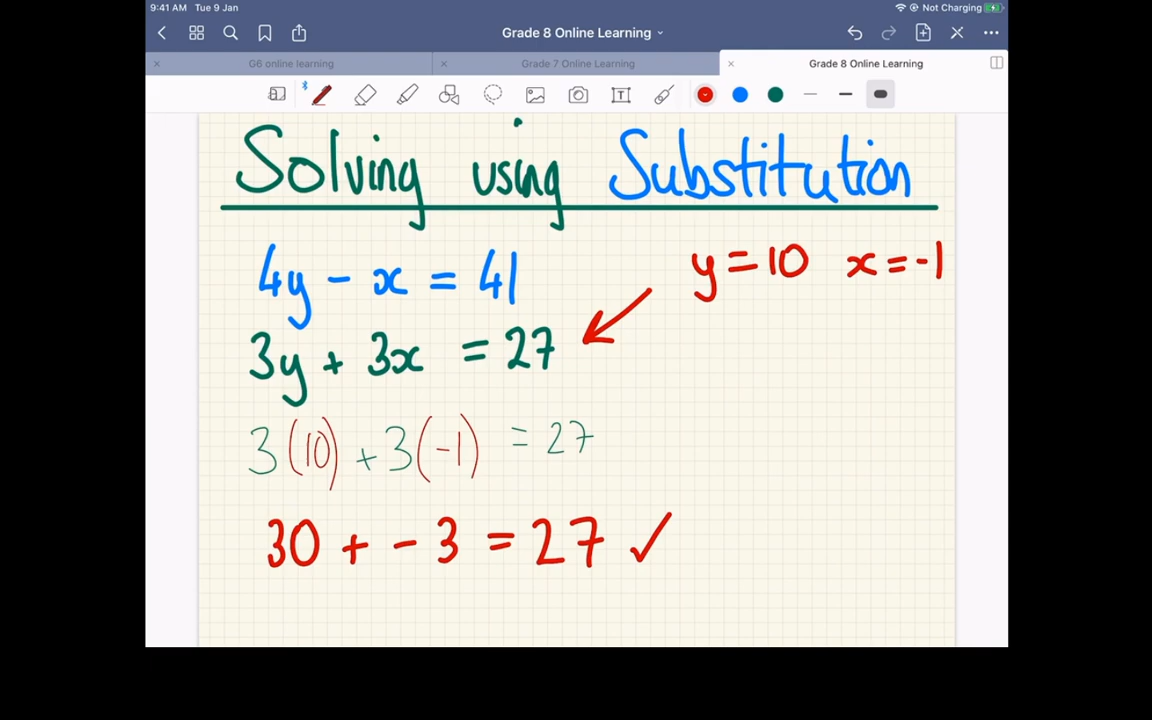 9:41 AM Tue 9 Jan Not Charging
Grade 8 Online Learning
G6 online learning Grade 7 Online Learning Grade 8 Online Learning
T
Solving using Substitution
4y - x = 41 y = 10 x = -1
3y + 3x = 27
3(10) + 3(-1) = 27
30 + - 3 = 27 ✓